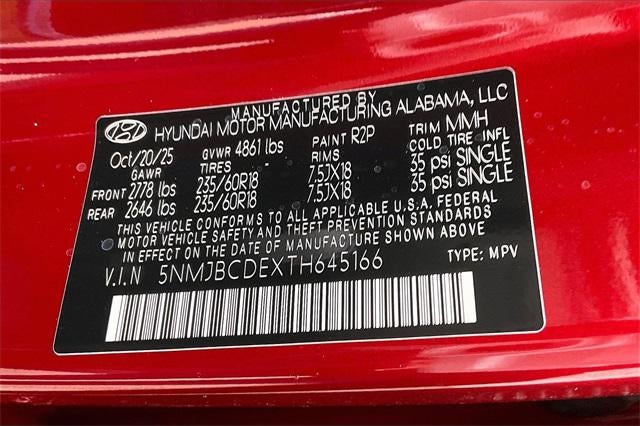 MANUFACTURED BY
HYUNDAI MOTOR MANUFACTURING ALABAMA, LLC
Oct/20/25 GVWR 4861 lbs PAINT R2P TRIM MMH
GAWR TIRES - RIMS COLD TIRE INFL
FRONT 2778 lbs 235/60R18 7.5JX18 35 psi SINGLE
REAR 2646 lbs 235/60R18 7.5JX18 35 psi SINGLE
THIS VEHICLE CONFORMS TO ALL APPLICABLE U.S.A. FEDERAL
MOTOR VEHICLE SAFETY AND THEFT PREVENTION STANDARDS
IN EFFECT ON THE DATE OF MANUFACTURE SHOWN ABOVE
V.I.N 5NMJBCDEXTH645166 TYPE: MPV